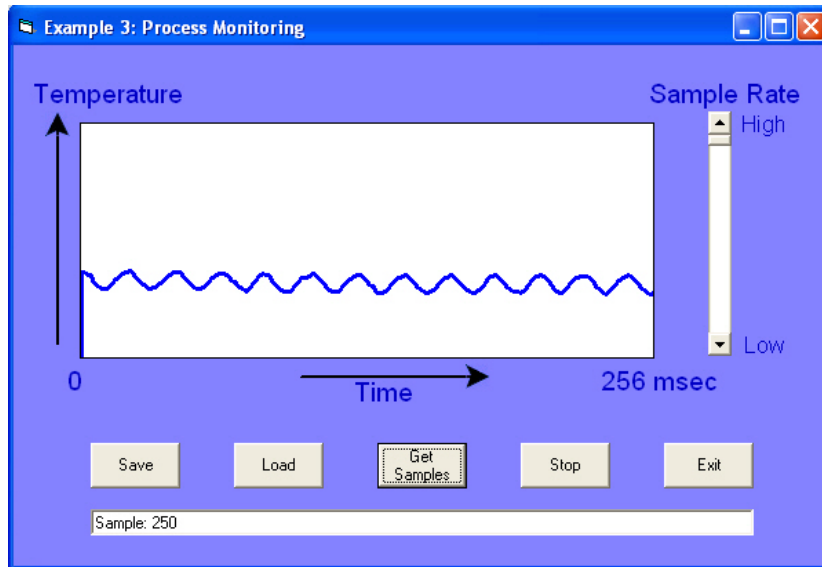 Example 3: Process Monitoring
Temperature
Sample Rate
High
Low
0
Time
256 msec
Save
Load
Get
Samples
Stop
Exit
Sample: 250